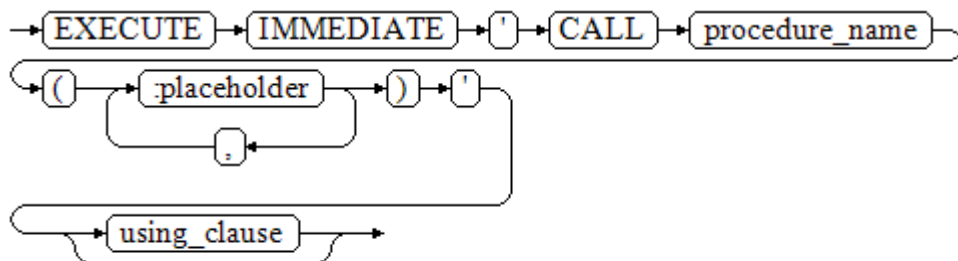 EXECUTE IMMEDIATE ' CALL procedure_name
( :placeholder ) '
,
using_clause